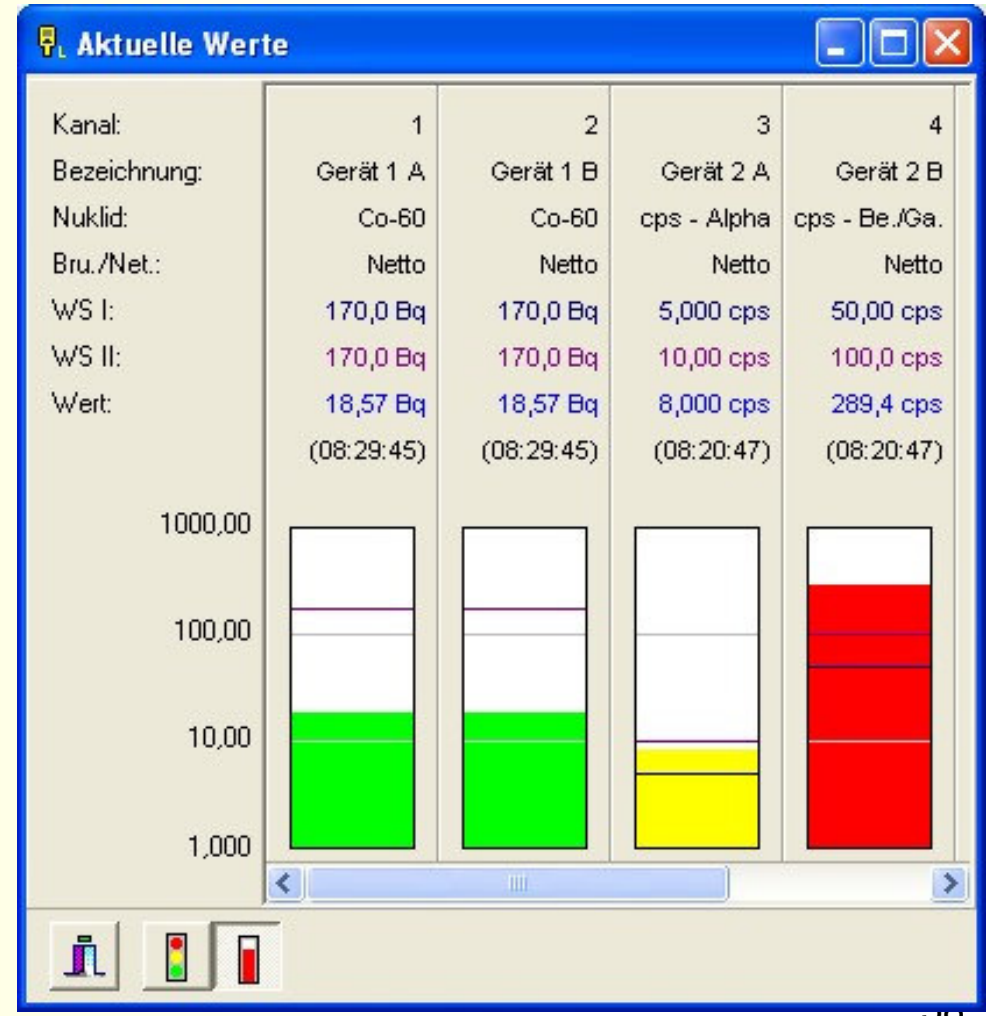 Aktuelle Werte
Kanal: 1 2 3 4
Bezeichnung: Gerät 1 A Gerät 1 B Gerät 2 A Gerät 2 B
Nuklid: Co-60 Co-60 cps - Alpha cps - Be./Ga.
Bru./Net.: Netto Netto Netto Netto
WS I: 170,0 Bq 170,0 Bq 5,000 cps 50,00 cps
WS II: 170,0 Bq 170,0 Bq 10,00 cps 100,0 cps
Wert: 18,57 Bq 18,57 Bq 8,000 cps 289,4 cps
(08:29:45) (08:29:45) (08:20:47) (08:20:47)
1000,00
100,00
10,00
1,000